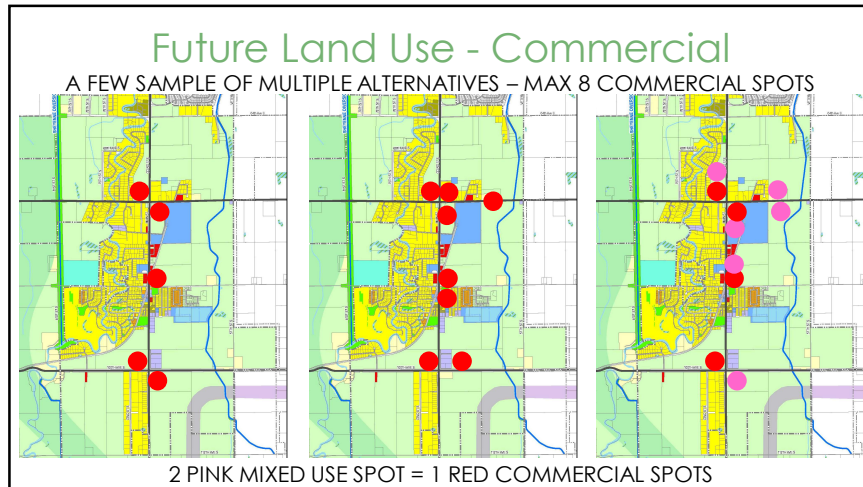 Future Land Use - Commercial
A FEW SAMPLE OF MULTIPLE ALTERNATIVES – MAX 8 COMMERCIAL SPOTS
2 PINK MIXED USE SPOT = 1 RED COMMERCIAL SPOTS